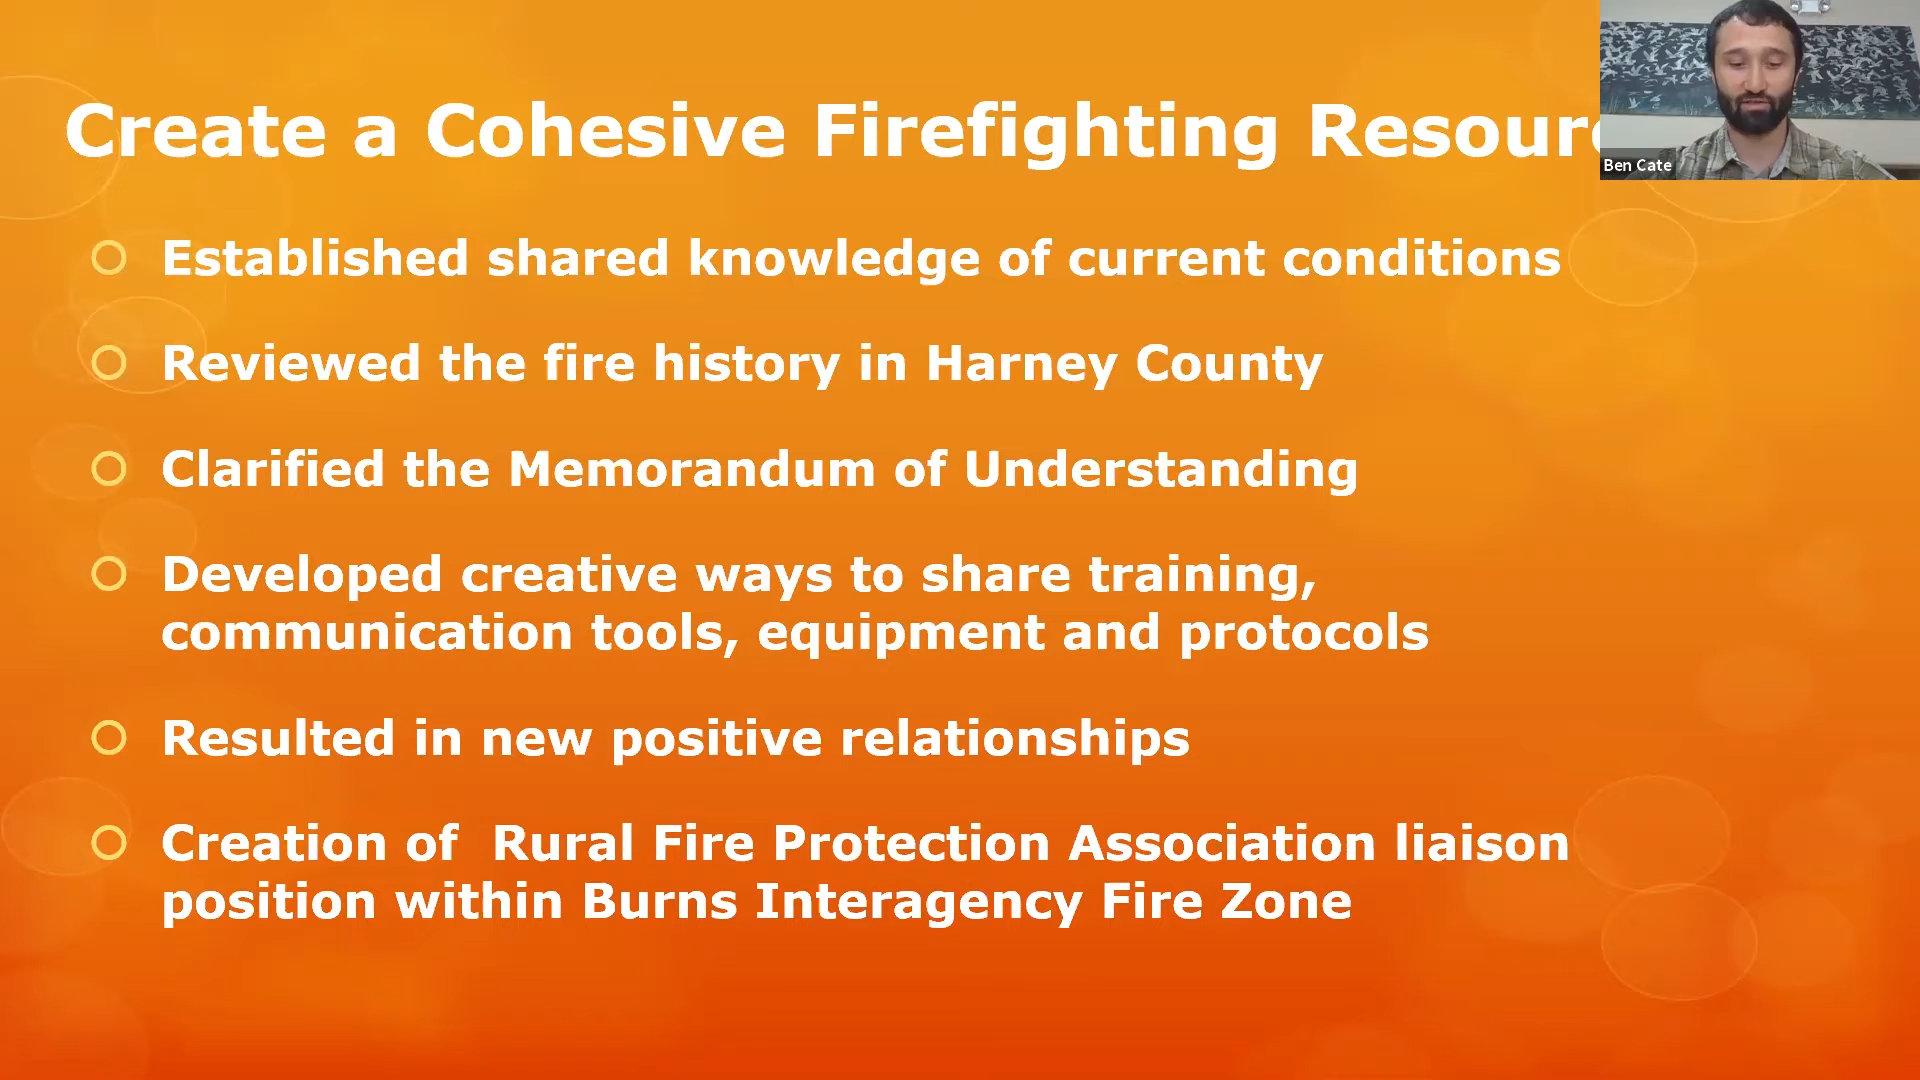 Create a Cohesive Firefighting
Ben Cate
Established shared knowledge of current conditions
Reviewed the fire history in Harney County
Clarified the Memorandum of Understanding
Developed creative ways to share training,
communication tools, equipment and protocols
Resulted in new positive relationships
Creation of Rural Fire Protection Association liaison
position within Burns Interagency Fire Zone